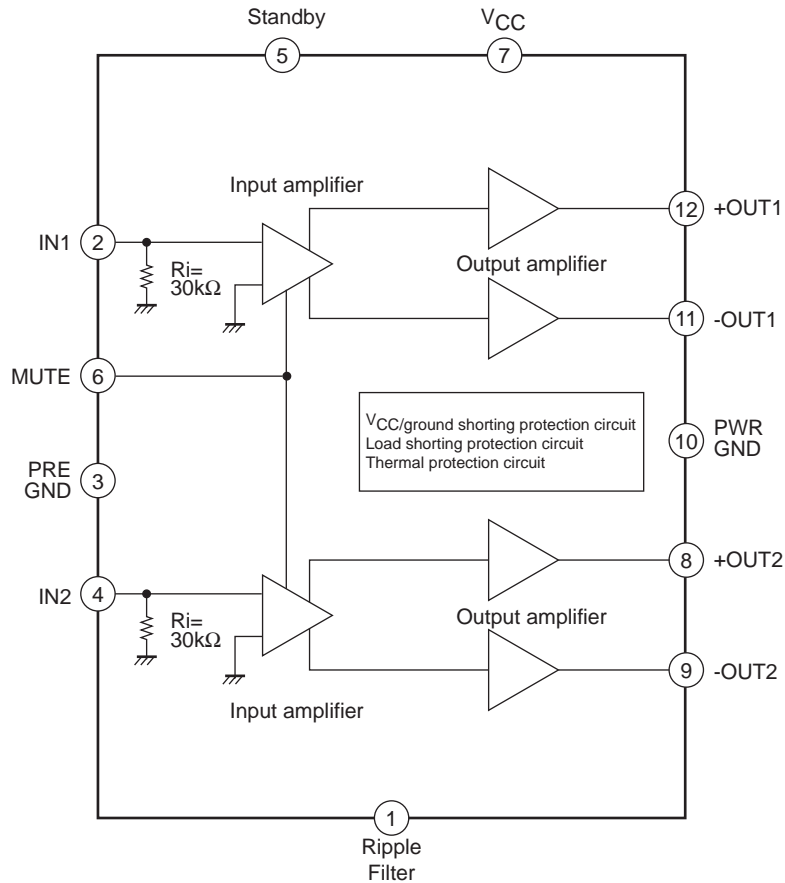 Standby
VCC
5
7
Input amplifier
12
+OUT1
IN1
2
Ri=
30kΩ
Output amplifier
11
-OUT1
MUTE
6
VCC/ground shorting protection circuit
Load shorting protection circuit
Thermal protection circuit
10
PWR
GND
PRE
GND
3
8
+OUT2
IN2
4
Ri=
30kΩ
Output amplifier
9
-OUT2
Input amplifier
1
Ripple
Filter